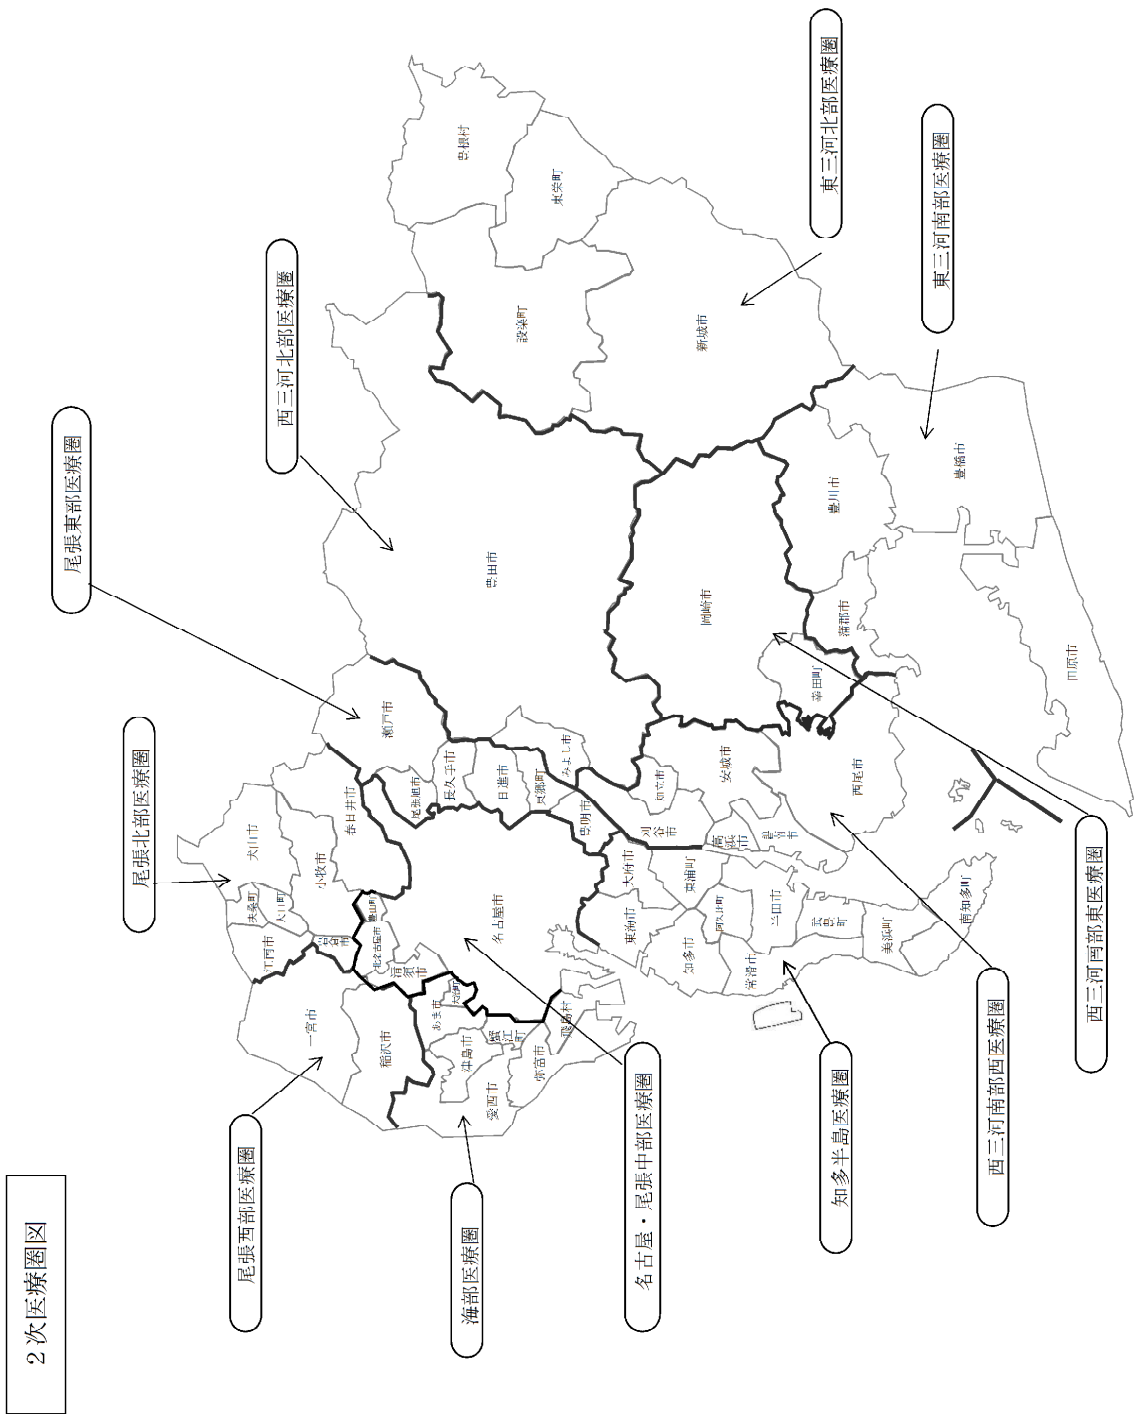 2次医療圏図
尾張西部医療圏
海部医療圏
名古屋・尾張中部医療圏
知多半島医療圏
西三河南部西医療圏
西三河南部東医療圏
尾張北部医療圏
尾張東部医療圏
西三河北部医療圏
東三河北部医療圏
東三河南部医療圏
一宮市
稲沢市
江南市
扶桑町
大口町
犬山市
小牧市
岩倉市
春日井市
豊山町
北名古屋市
清須市
あま市
大治町
津島市
愛西市
蟹江町
弥富市
飛島村
名古屋市
瀬戸市
尾張旭市
長久手市
日進市
東郷町
みよし市
豊明市
豊田市
大府市
東海市
東浦町
知多市
阿久比町
半田市
常滑市
武豊町
美浜町
南知多町
刈谷市
知立市
安城市
高浜市
碧南市
西尾市
岡崎市
幸田町
蒲郡市
豊川市
豊橋市
田原市
新城市
設楽町
東栄町
豊根村